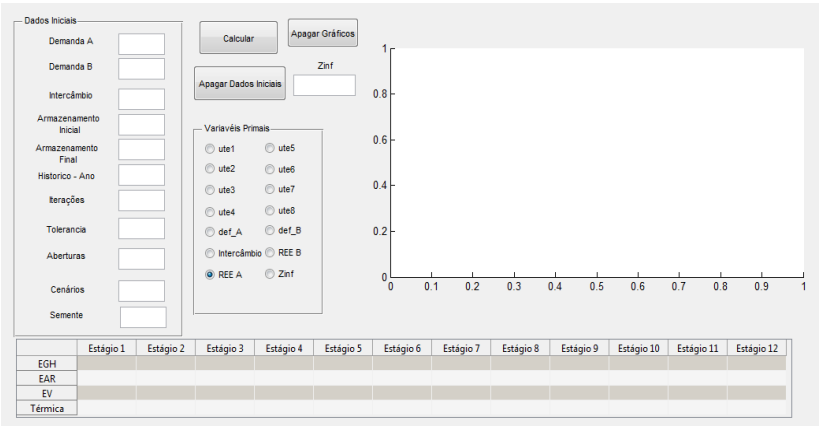 Dados Iniciais
Demanda A
Demanda B
Intercâmbio
Armazenamento
Inicial
Armazenamento
Final
Historico - Ano
Iterações
Tolerancia
Aberturas
Cenários
Semente
Calcular
Apagar Gráficos
Apagar Dados Iniciais
Zinf
Variavéis Primais
ute1 ute5
ute2 ute6
ute3 ute7
ute4 ute8
def_A def_B
Intercâmbio REE B
REE A Zinf
1
0.8
0.6
0.4
0.2
0
0 0.1 0.2 0.3 0.4 0.5 0.6 0.7 0.8 0.9 1
Estágio 1 Estágio 2 Estágio 3 Estágio 4 Estágio 5 Estágio 6 Estágio 7 Estágio 8 Estágio 9 Estágio 10 Estágio 11 Estágio 12
EGH
EAR
EV
Térmica